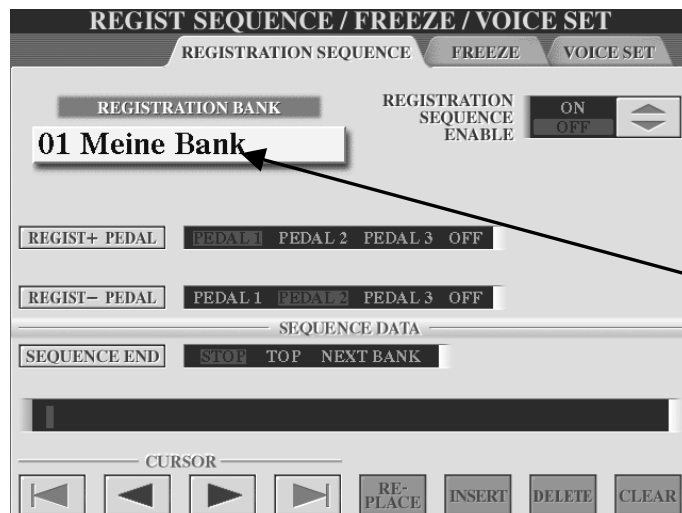 REGIST SEQUENCE / FREEZE / VOICE SET
REGISTRATION SEQUENCE FREEZE VOICE SET
REGISTRATION BANK
01 Meine Bank
REGISTRATION
SEQUENCE
ENABLE
ON
OFF
REGIST+ PEDAL PEDAL 1 PEDAL 2 PEDAL 3 OFF
REGIST− PEDAL PEDAL 1 PEDAL 2 PEDAL 3 OFF
SEQUENCE DATA
SEQUENCE END STOP TOP NEXT BANK
CURSOR
RE-
PLACE
INSERT DELETE CLEAR